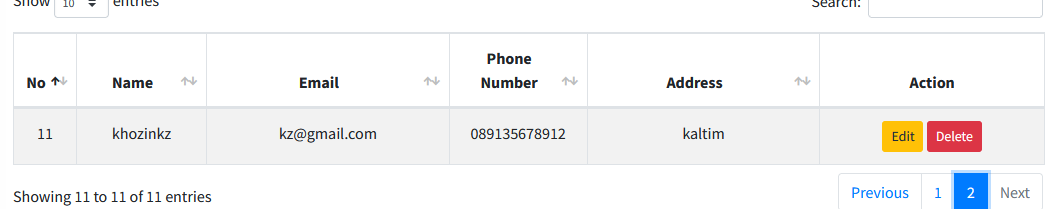 Show 10 entries Search:
No Name Email Phone Number Address Action
11 khozinkz kz@gmail.com 089135678912 kaltim Edit Delete
Showing 11 to 11 of 11 entries Previous 1 2 Next